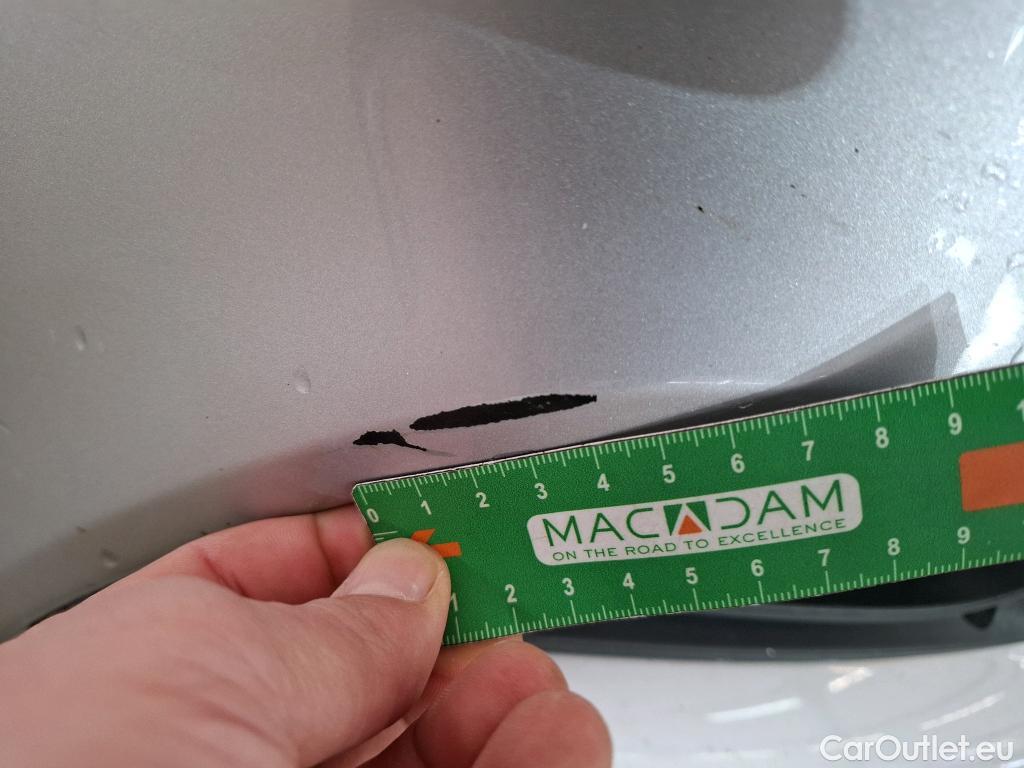 0 1 2 3 4 5 6 7 8 9 1
MACADAM
ON THE ROAD TO EXCELLENCE
1 2 3 4 5 6 7 8 9
CarOutlet.eu